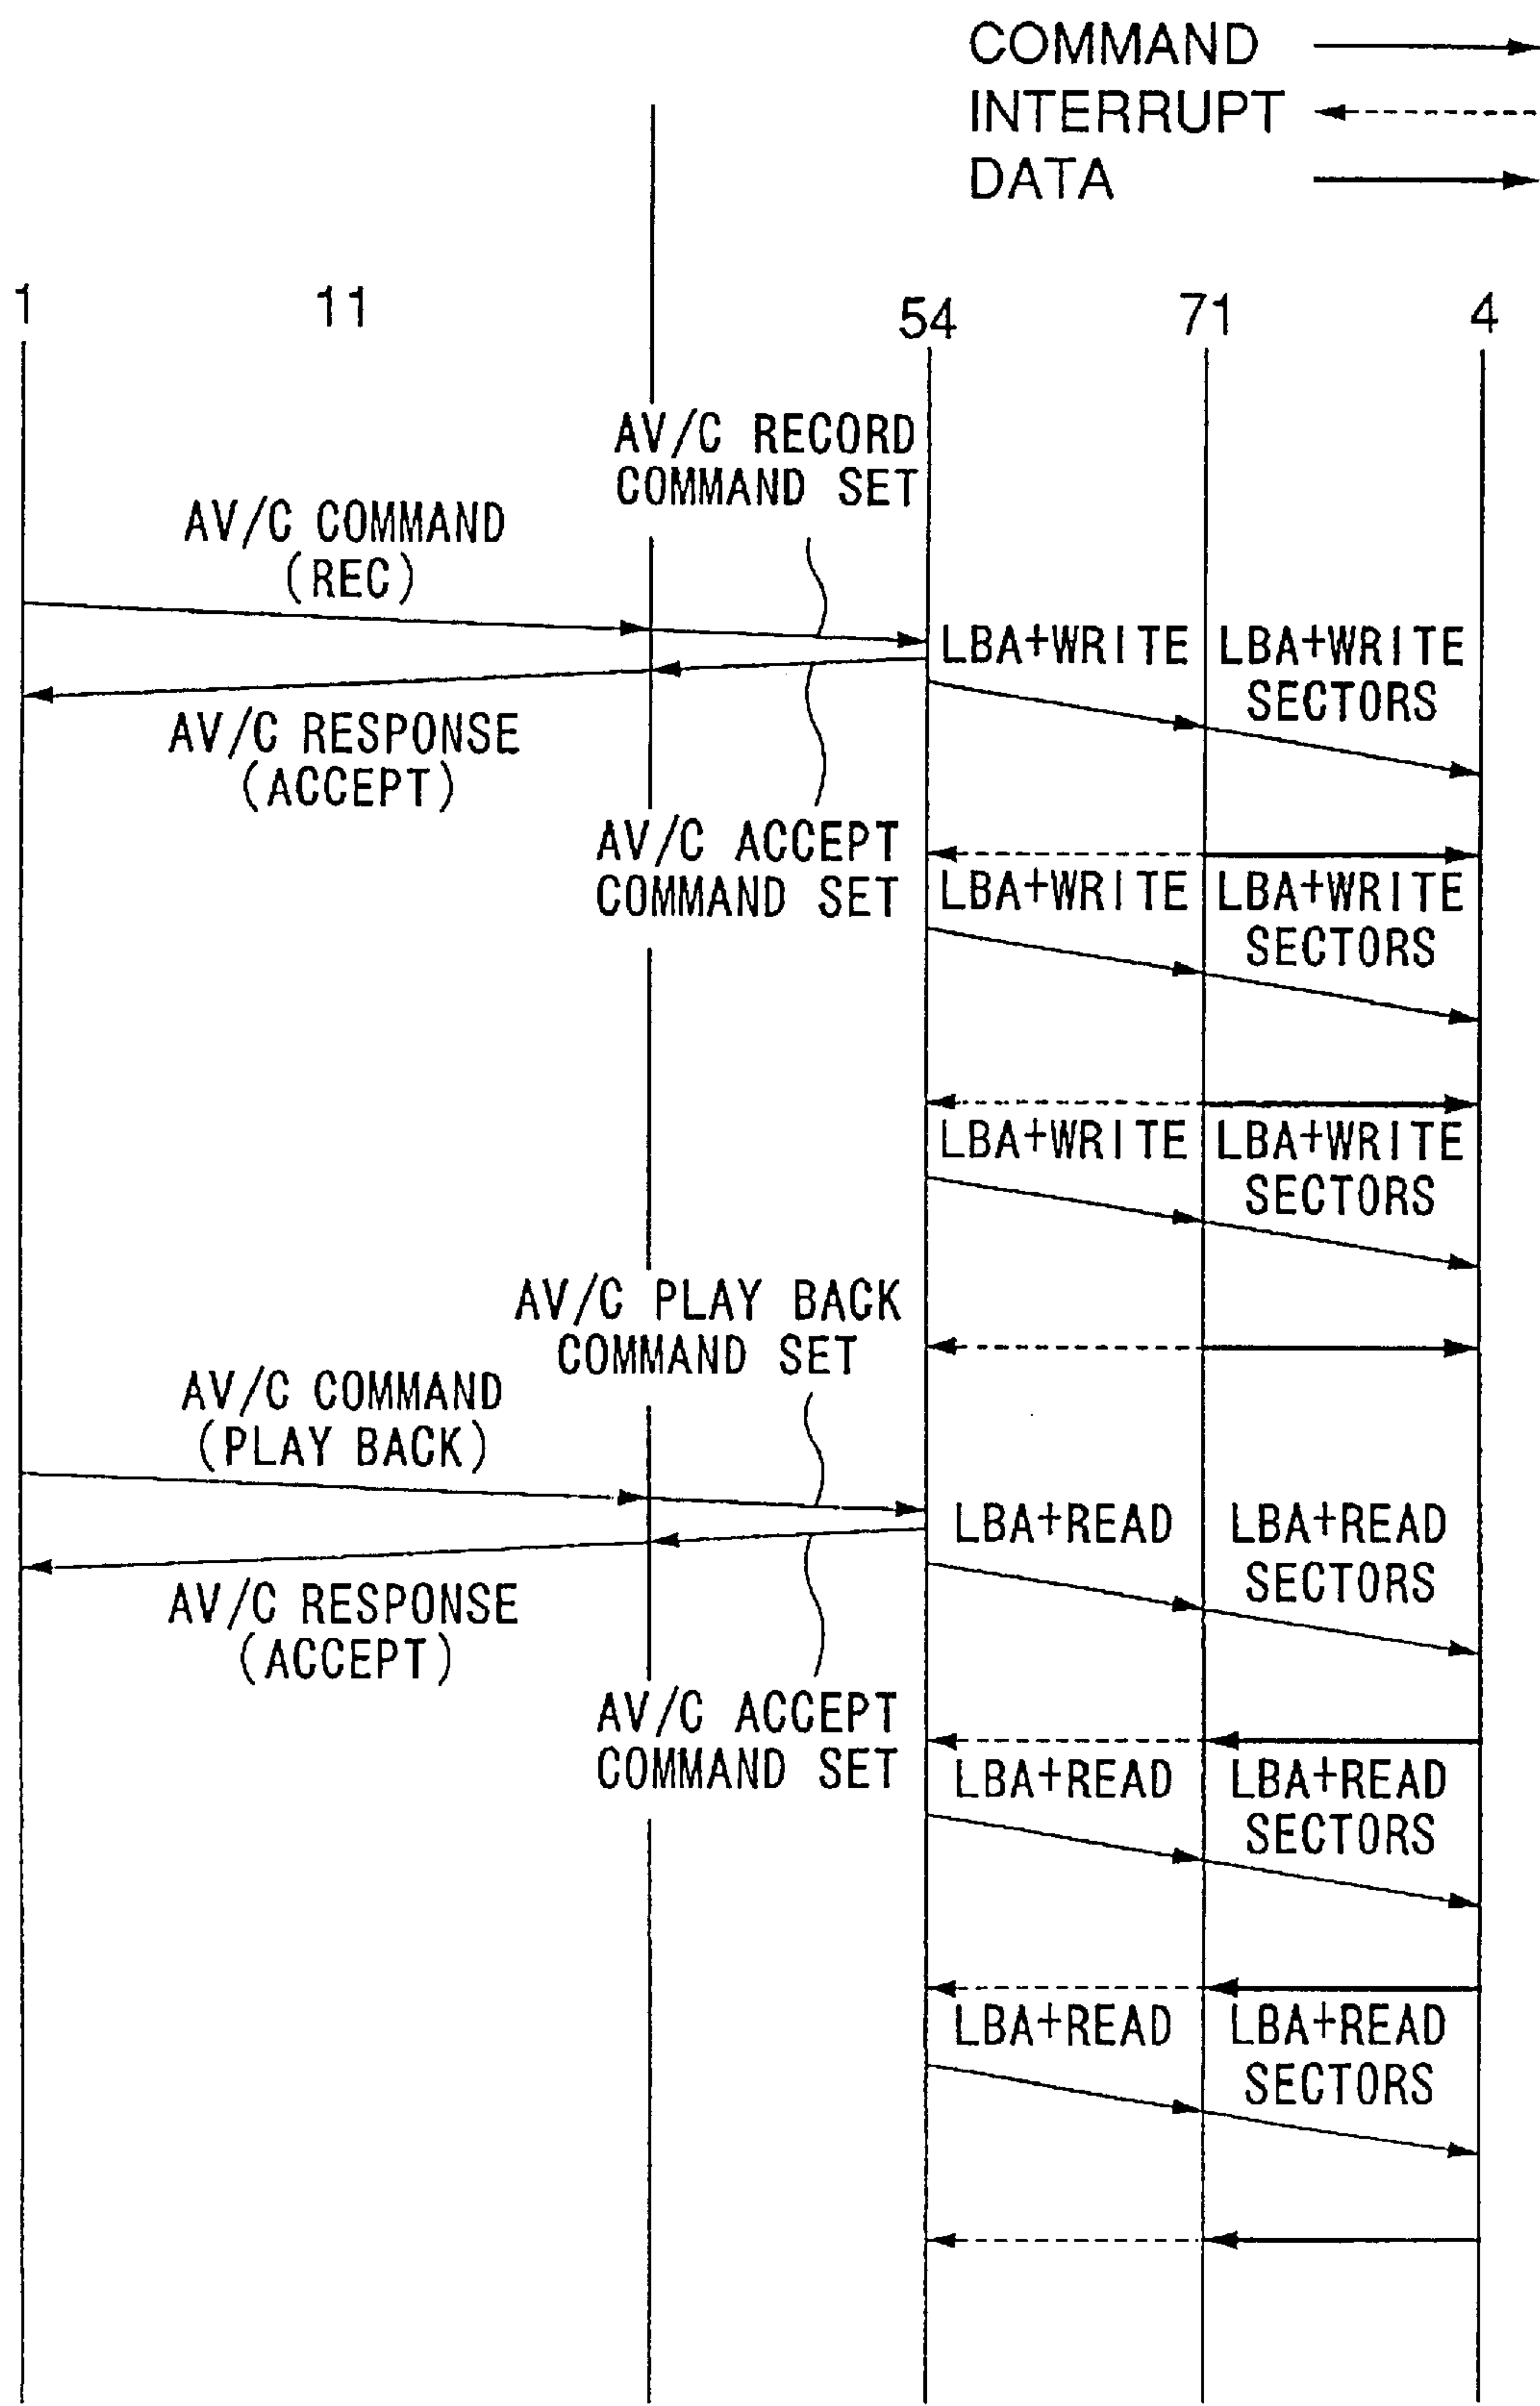 COMMAND
INTERRUPT
DATA
1
11
54
71
4
AV/C RECORD
COMMAND SET
AV/C COMMAND
(REC)
LBA+WRITE
LBA+WRITE
SECTORS
AV/C RESPONSE
(ACCEPT)
AV/C ACCEPT
COMMAND SET
LBA+WRITE
LBA+WRITE
SECTORS
LBA+WRITE
LBA+WRITE
SECTORS
AV/C PLAY BACK
COMMAND SET
AV/C COMMAND
(PLAY BACK)
LBA+READ
LBA+READ
SECTORS
AV/C RESPONSE
(ACCEPT)
AV/C ACCEPT
COMMAND SET
LBA+READ
LBA+READ
SECTORS
LBA+READ
LBA+READ
SECTORS